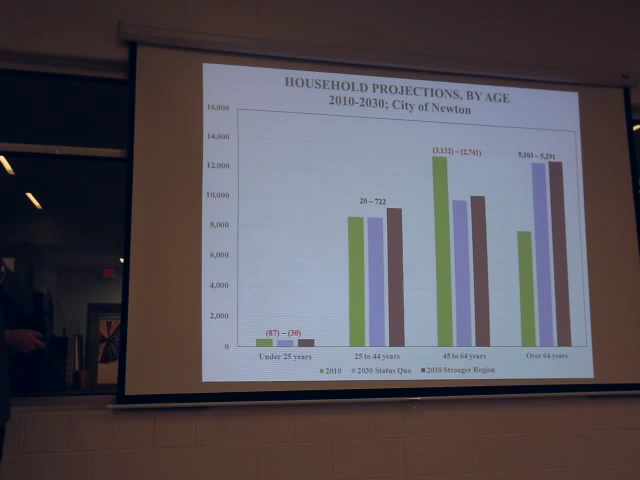 HOUSEHOLD PROJECTIONS, BY AGE
2010-2030; City of Newton
16,000
14,000
12,000
10,000
8,000
6,000
4,000
2,000
0
(87) – (30)
20 – 722
(3,132) – (2,741)
5,103 – 5,291
Under 25 years
25 to 44 years
45 to 64 years
Over 64 years
2010
2030 Status Quo
2030 Stronger Region